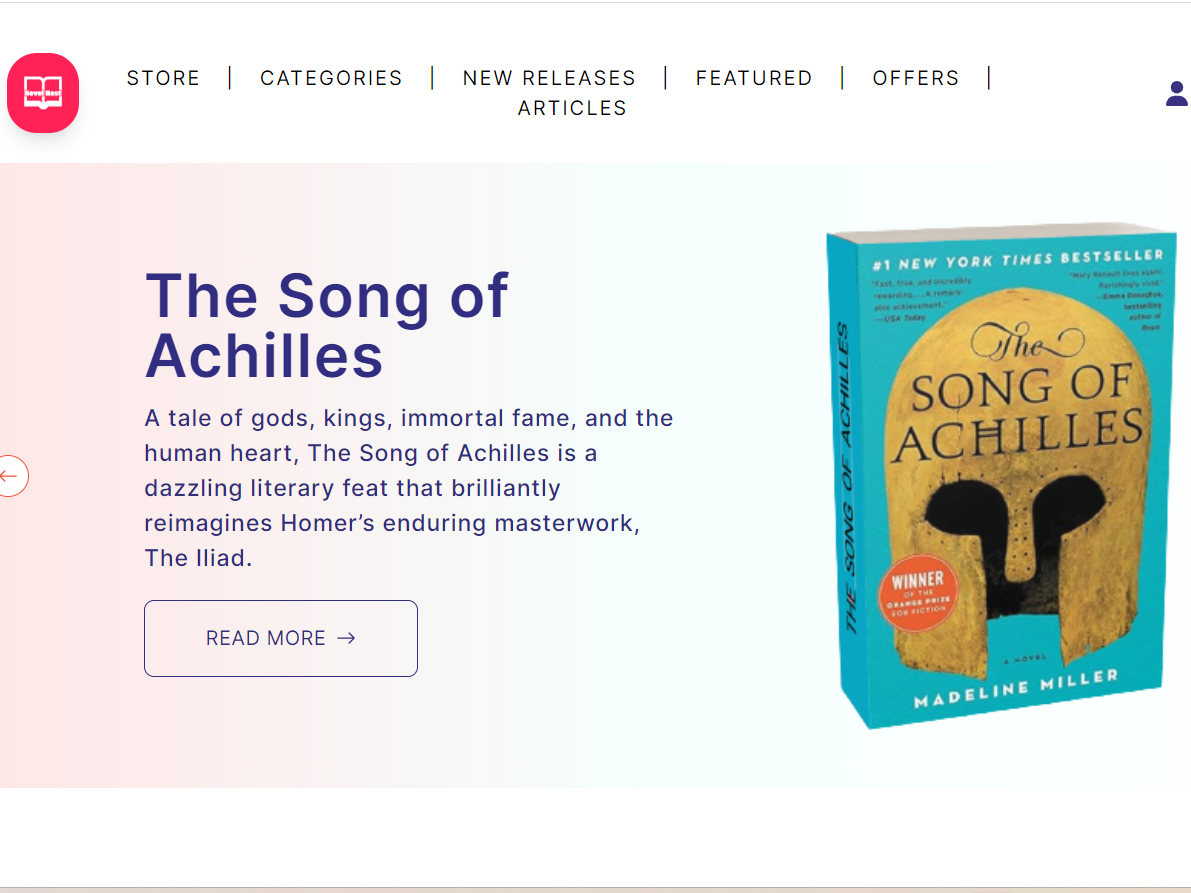 STORE | CATEGORIES | NEW RELEASES | FEATURED | OFFERS |
ARTICLES
The Song of
Achilles
A tale of gods, kings, immortal fame, and the
human heart, The Song of Achilles is a
dazzling literary feat that brilliantly
reimagines Homer’s enduring masterwork,
The Iliad.
READ MORE →
THE SONG OF ACHILLES
#1 NEW YORK TIMES BESTSELLER
"Fast, true, and incredibly
rewarding. . . . A remark-
able achievement."
—USA Today
"Mary Renault lives again!
Ravishingly vivid."
—Emma Donoghue,
bestselling
author of
Room
The
SONG OF
ACHILLES
WINNER
OF THE
ORANGE PRIZE
FOR FICTION
A NOVEL
MADELINE MILLER